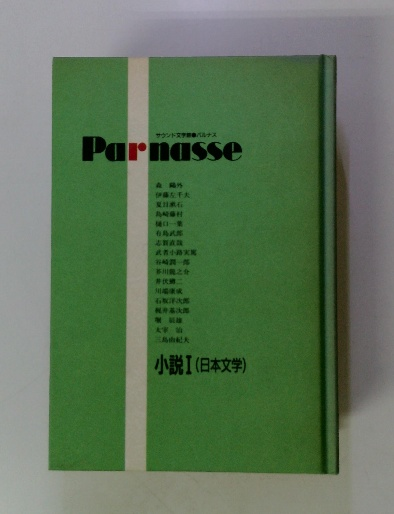 サウンド文学館●パルナス
Parnasse
森 鷗外
伊藤左千夫
夏目漱石
島崎藤村
樋口一葉
有島武郎
志賀直哉
武者小路実篤
谷崎潤一郎
芥川龍之介
井伏鱒二
川端康成
石坂洋次郎
梶井基次郎
堀 辰雄
太宰 治
三島由紀夫
小説I(日本文学)